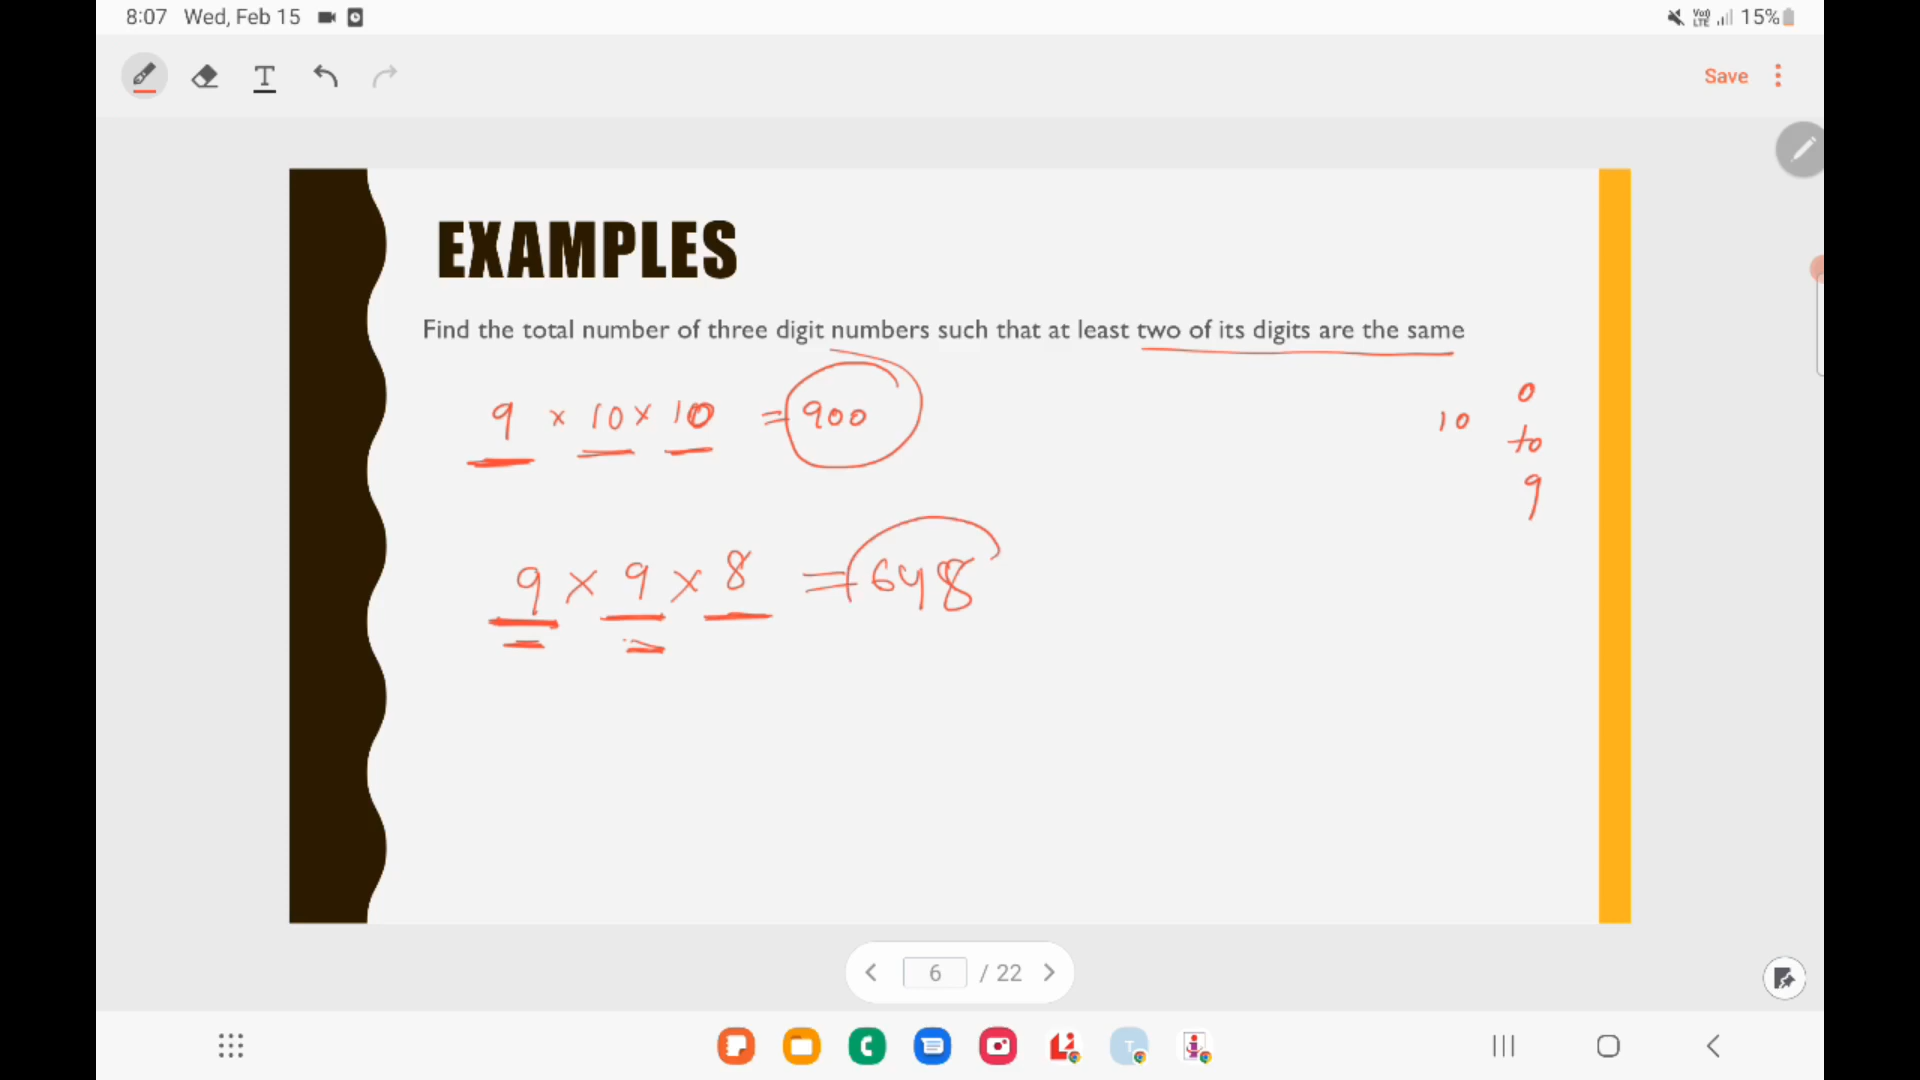 8:07 Wed, Feb 15 Vo) LTE 15%
T Save
EXAMPLES
Find the total number of three digit numbers such that at least two of its digits are the same
9 × 10 × 10 = 900
0
10 to
9
9 × 9 × 8 = 648
6 / 22
T